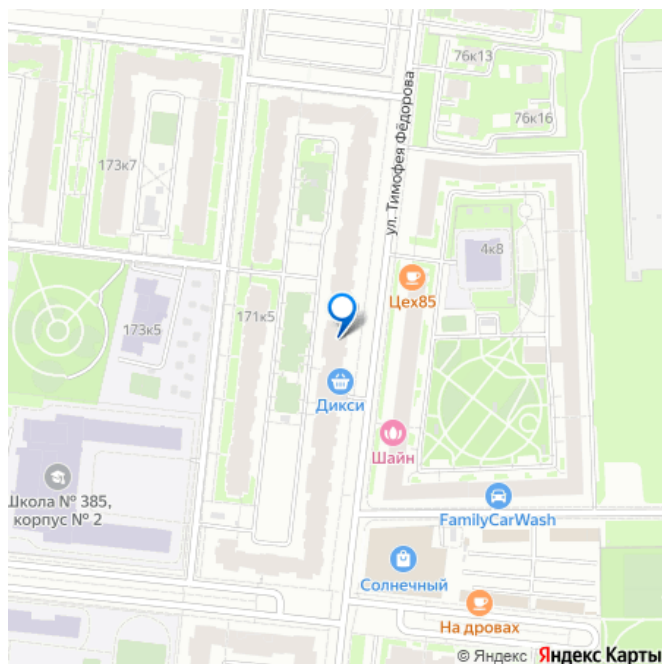 76к13
173к7
76к16
ул. Тимофея Фёдорова
4к8
Цех85
173к5
171к5
Дикси
Шайн
Школа № 385,
корпус № 2
FamilyCarWash
Солнечный
На дровах
© Яндекс Яндекс Карты